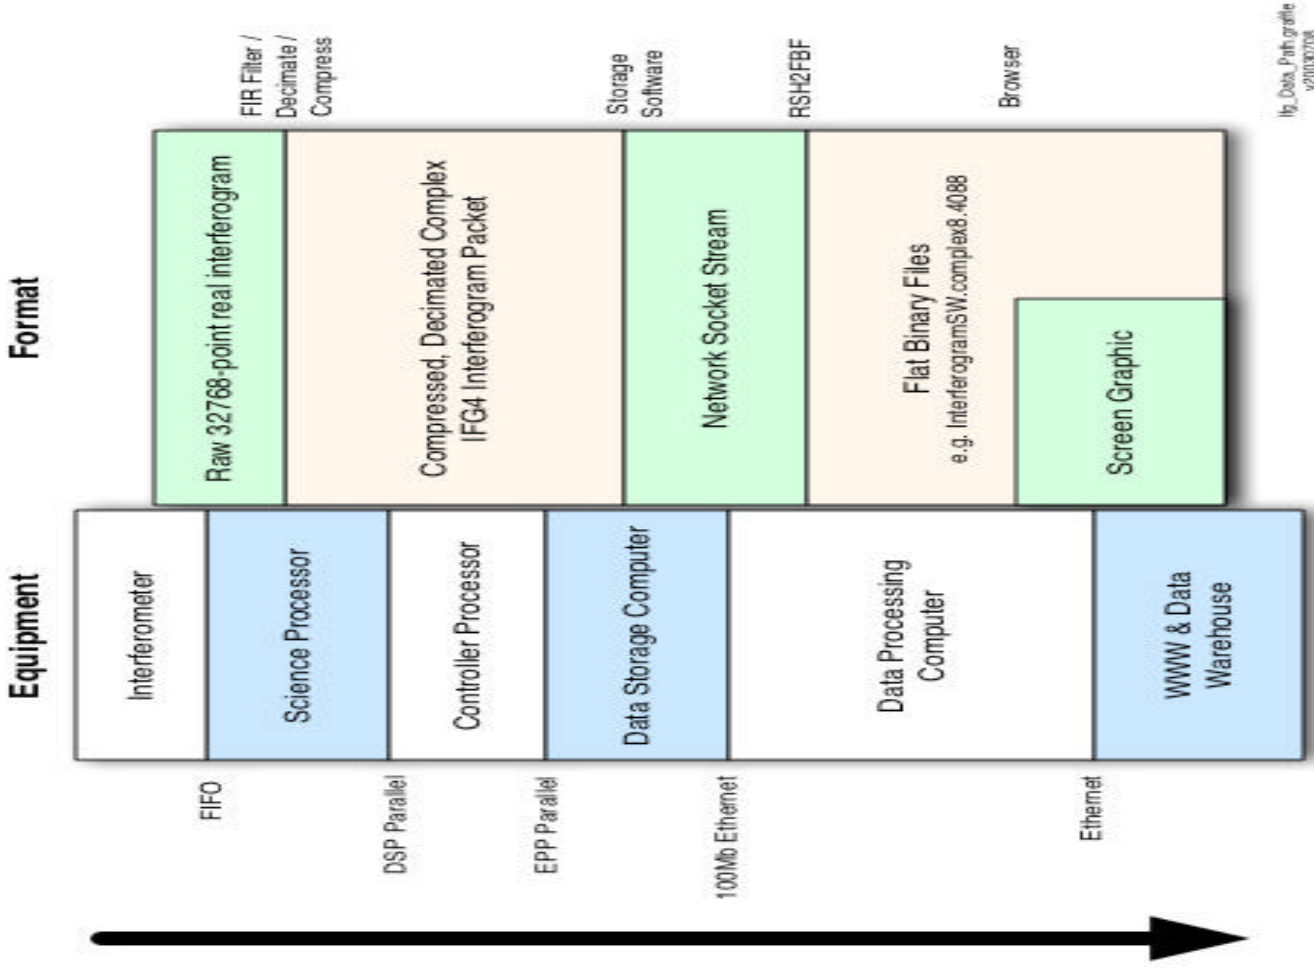 Format
Equipment
Raw 32768-point real interferogram
FIR Filter /
Decimate /
Compress
Compressed, Decimated Complex
IFG4 Interferogram Packet
Storage
Software
Network Socket Stream
RSH2FBF
Flat Binary Files
e.g. InterferogramSW.complex8.4088
Browser
Screen Graphic
Interferometer
FIFO
Science Processor
DSP Parallel
Controller Processor
EPP Parallel
Data Storage Computer
100Mb Ethernet
Data Processing
Computer
Ethernet
WWW & Data
Warehouse
Ifg_Data_Path.graffle